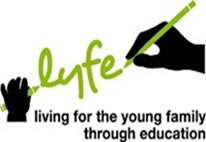 lyfe
living for the young family
through education